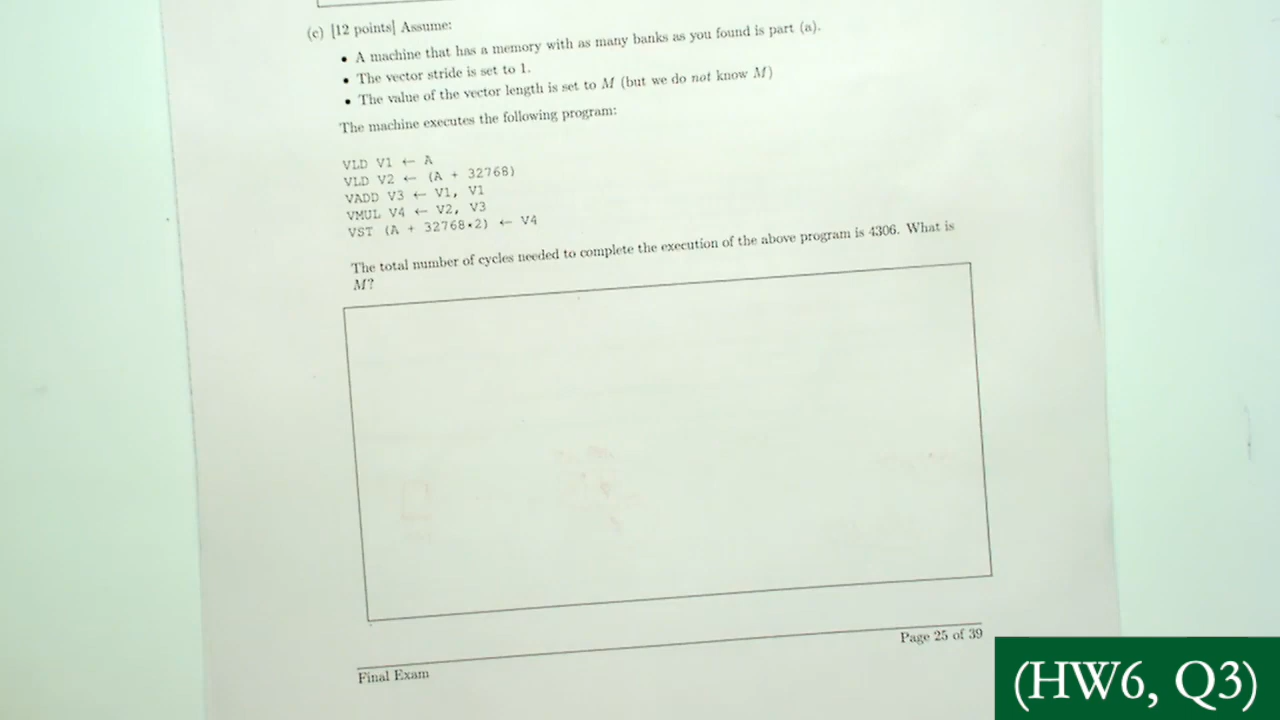 (c) [12 points] Assume:
• A machine that has a memory with as many banks as you found is part (a).
• The vector stride is set to 1.
• The value of the vector length is set to M (but we do not know M)
The machine executes the following program:
VLD V1 ← A
VLD V2 ← (A + 32768)
VADD V3 ← V1, V1
VMUL V4 ← V2, V3
VST (A + 32768*2) ← V4
The total number of cycles needed to complete the execution of the above program is 4306. What is
M?
Page 25 of 39
Final Exam
(HW6, Q3)